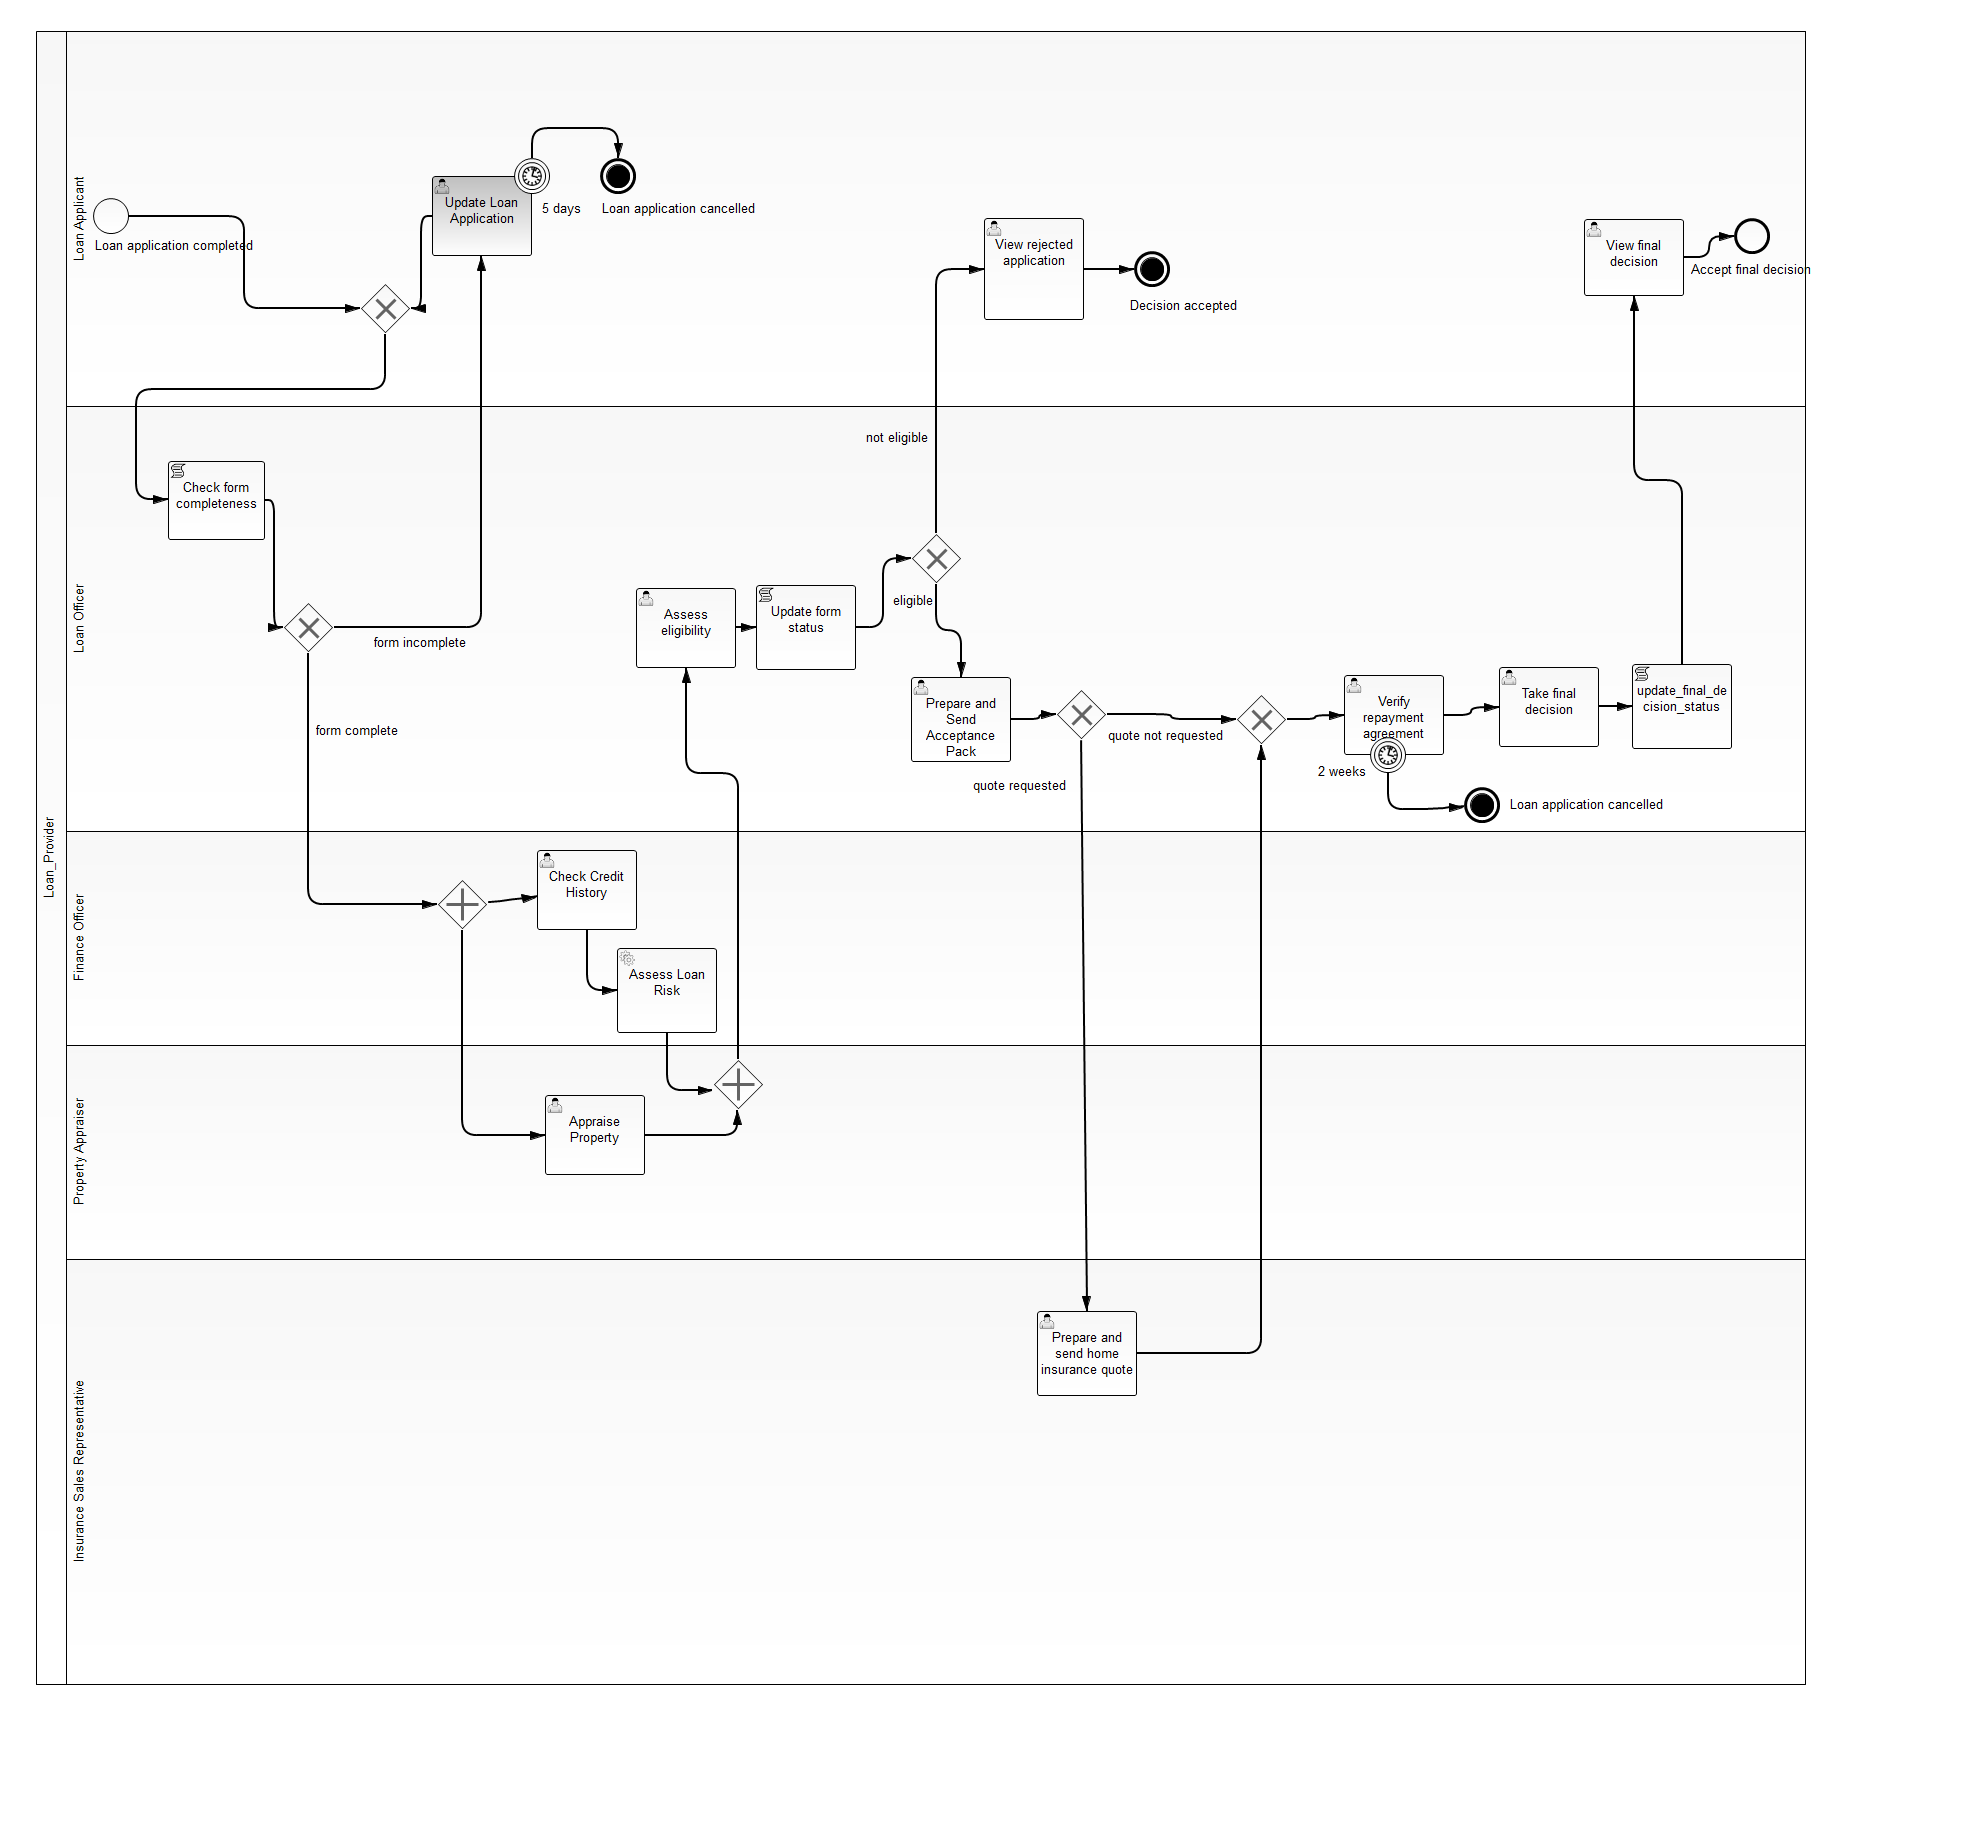 Loan_Provider
Loan Applicant
Loan application completed
Update Loan
Application
5 days
Loan application cancelled
View rejected
application
Decision accepted
View final
decision
Accept final decision
Loan Officer
Check form
completeness
form incomplete
form complete
Assess
eligibility
Update form
status
not eligible
eligible
Prepare and
Send
Acceptance
Pack
quote not requested
quote requested
Verify
repayment
agreement
2 weeks
Loan application cancelled
Take final
decision
update_final_de
cision_status
Finance Officer
Check Credit
History
Assess Loan
Risk
Property Appraiser
Appraise
Property
Insurance Sales Representative
Prepare and
send home
insurance quote